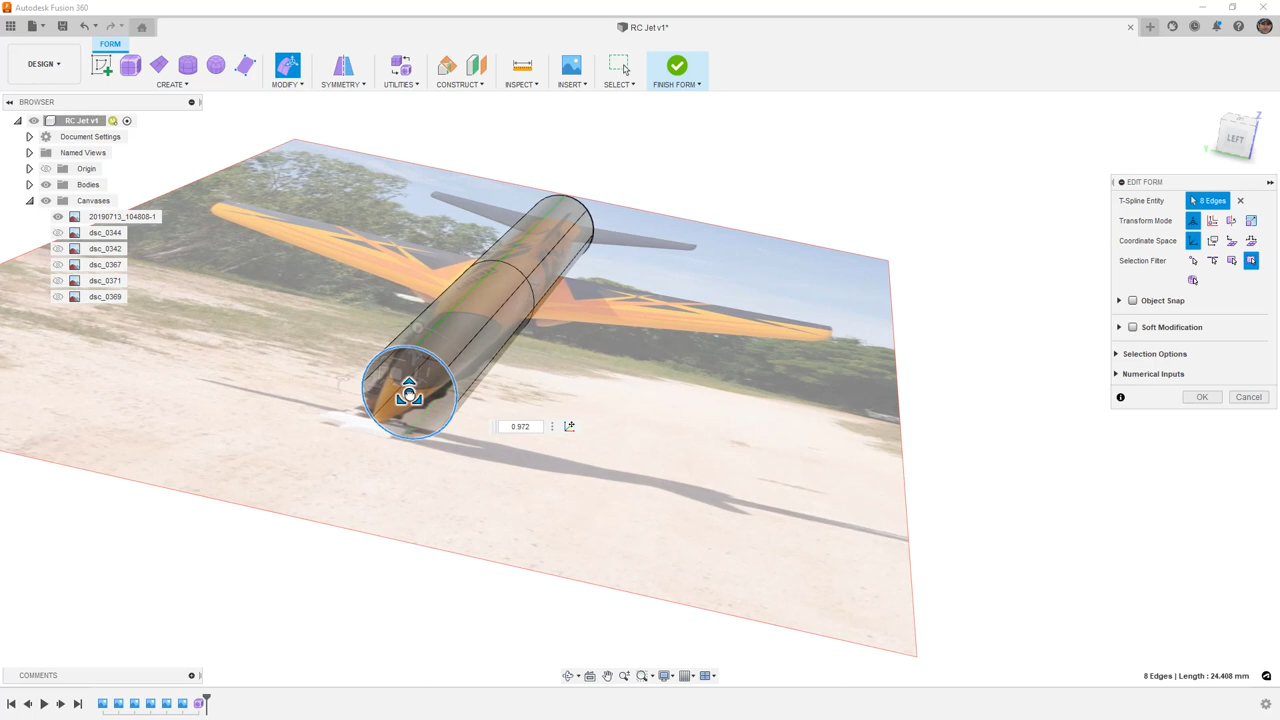 Autodesk Fusion 360
RC Jet v1*
DESIGN
FORM
CREATE
MODIFY
SYMMETRY
UTILITIES
CONSTRUCT
INSPECT
INSERT
SELECT
FINISH FORM
BROWSER
RC Jet v1
Document Settings
Named Views
Origin
Bodies
Canvases
20190713_104808-1
dsc_0344
dsc_0342
dsc_0367
dsc_0371
dsc_0369
LEFT
Z
Y
EDIT FORM
T-Spline Entity
8 Edges
Transform Mode
Coordinate Space
Selection Filter
Object Snap
Soft Modification
Selection Options
Numerical Inputs
OK
Cancel
0.972
COMMENTS
8 Edges | Length : 24.408 mm